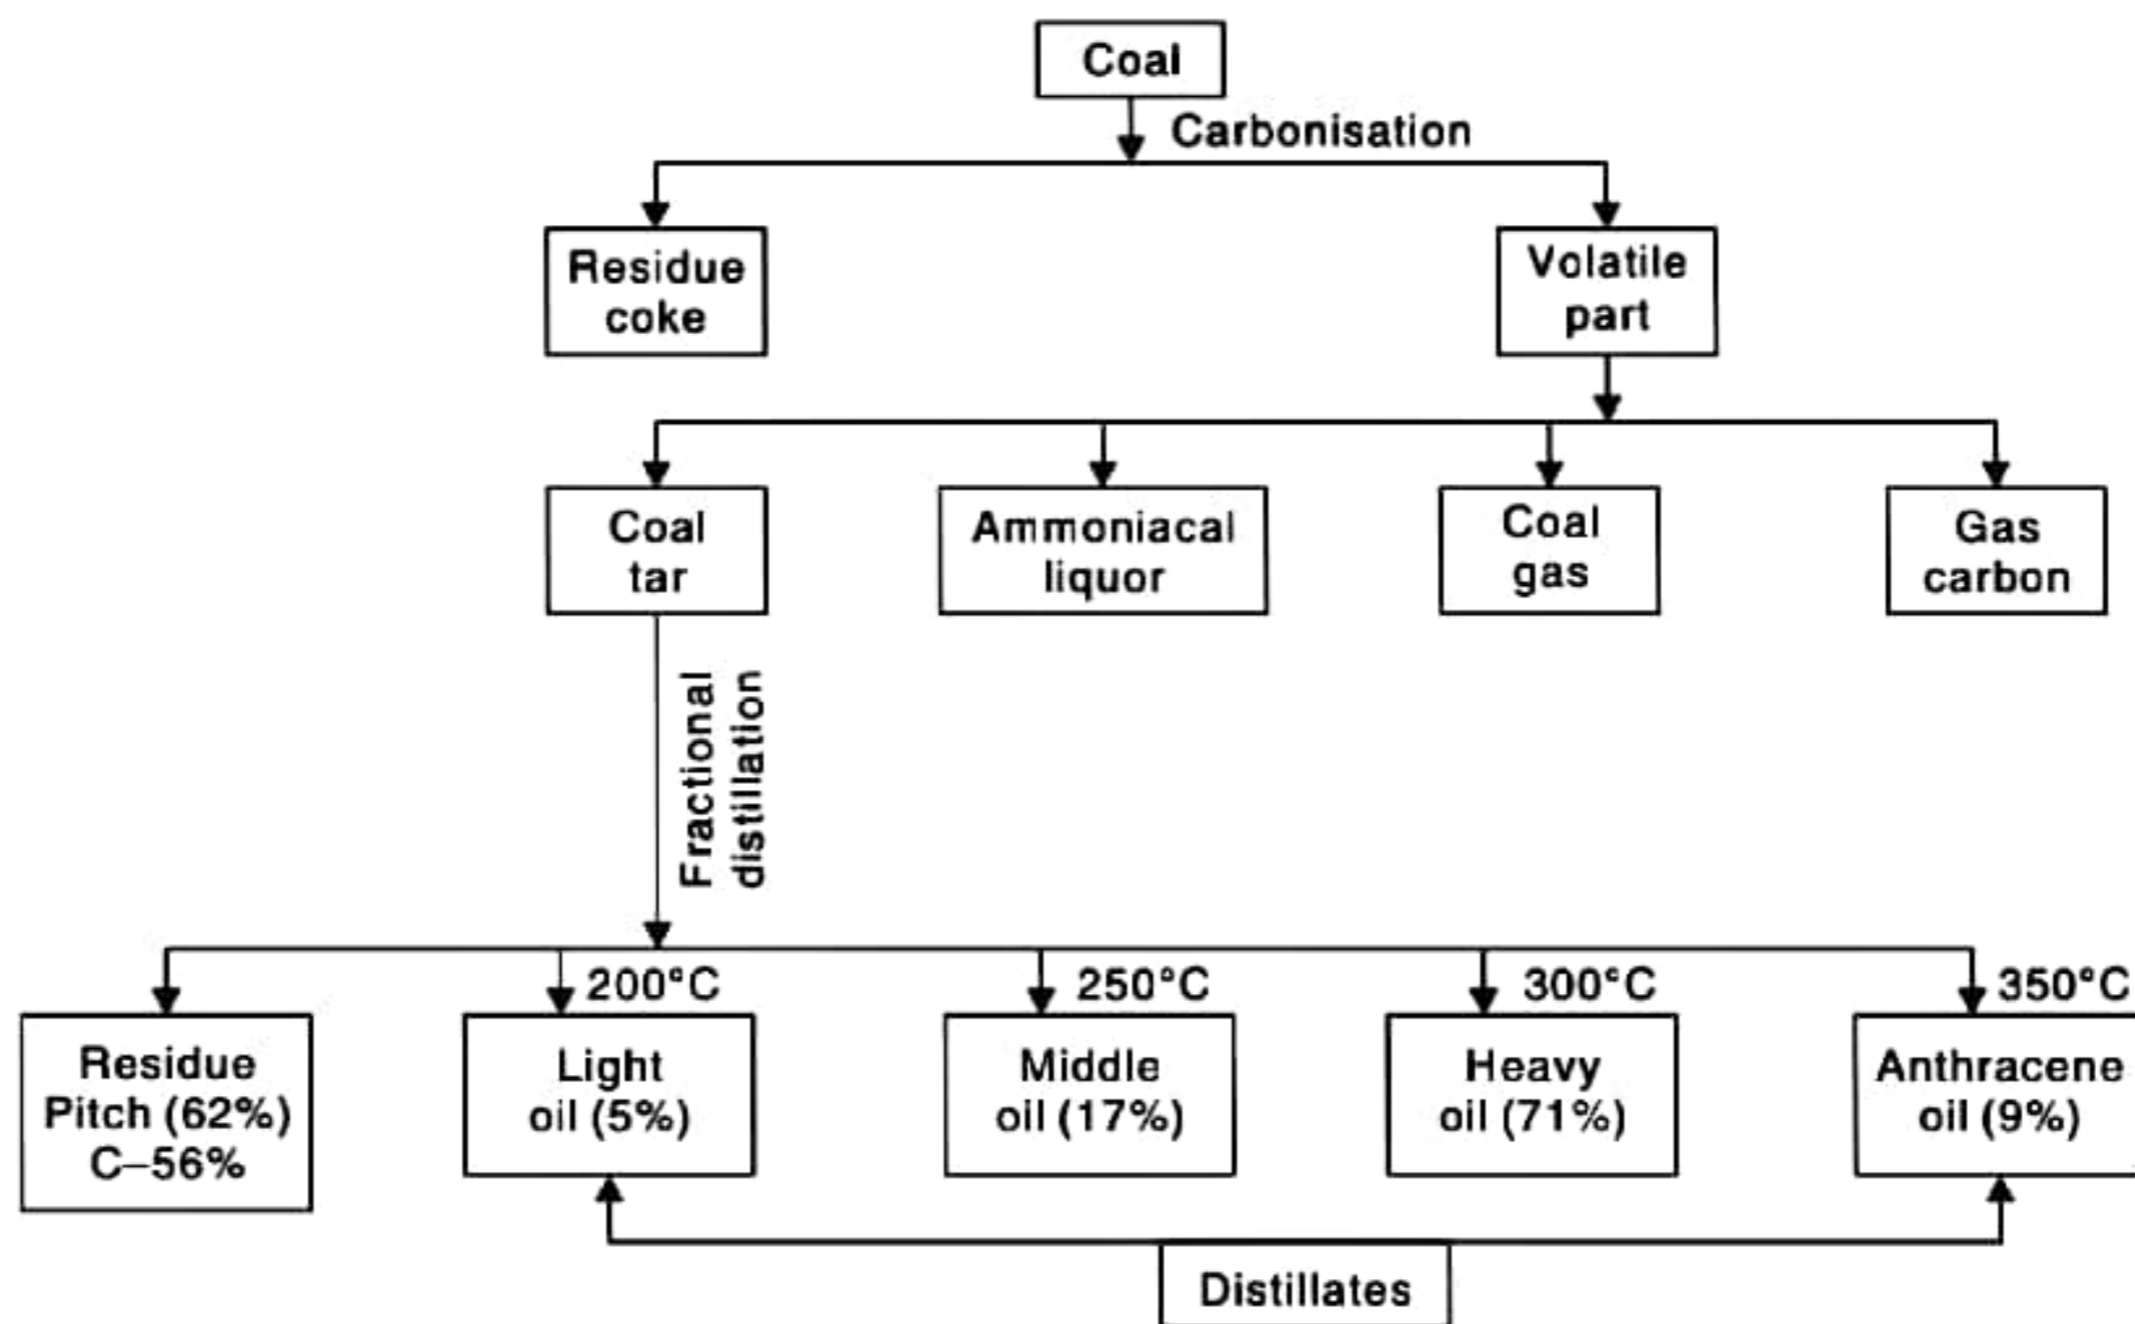 Coal
Carbonisation
Residue
coke
Volatile
part
Coal
tar
Ammoniacal
liquor
Coal
gas
Gas
carbon
Fractional
distillation
200°C
250°C
300°C
350°C
Residue
Pitch (62%)
C–56%
Light
oil (5%)
Middle
oil (17%)
Heavy
oil (71%)
Anthracene
oil (9%)
Distillates